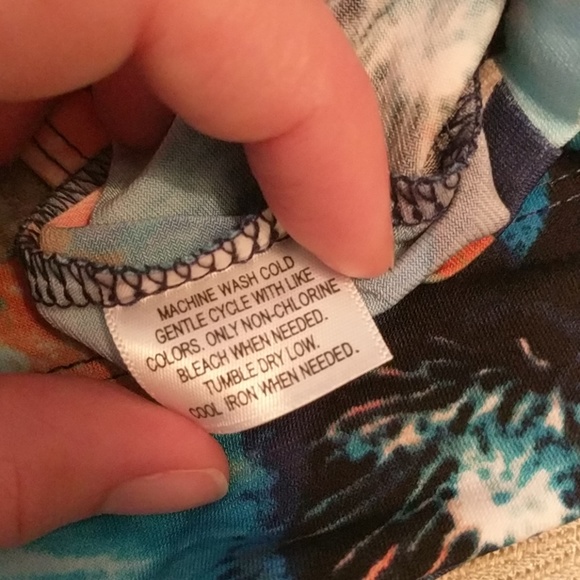 MACHINE WASH COLD
GENTLE CYCLE WITH LIKE
COLORS. ONLY NON-CHLORINE
BLEACH WHEN NEEDED.
TUMBLE DRY LOW.
COOL IRON WHEN NEEDED.